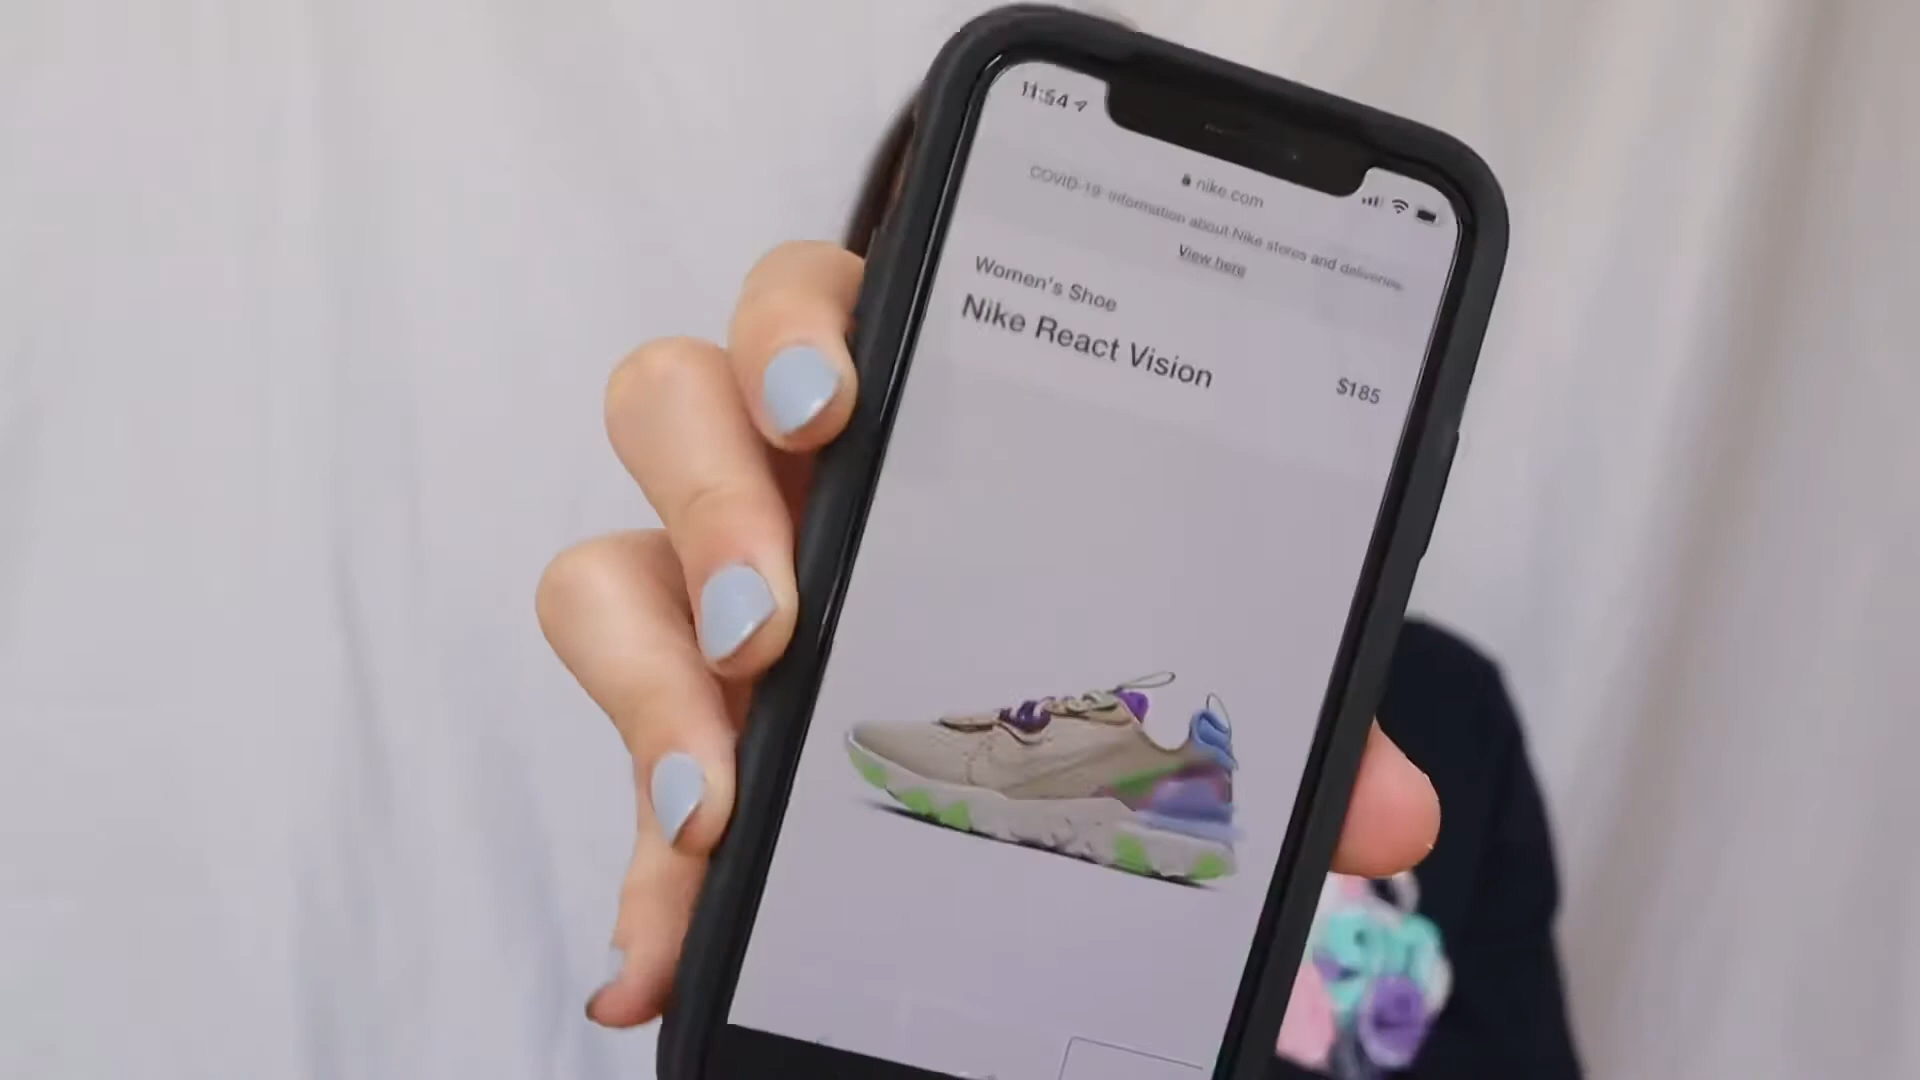 11:54
nike.com
COVID-19: Information about Nike stores and deliveries.
View here
Women's Shoe
Nike React Vision
$185